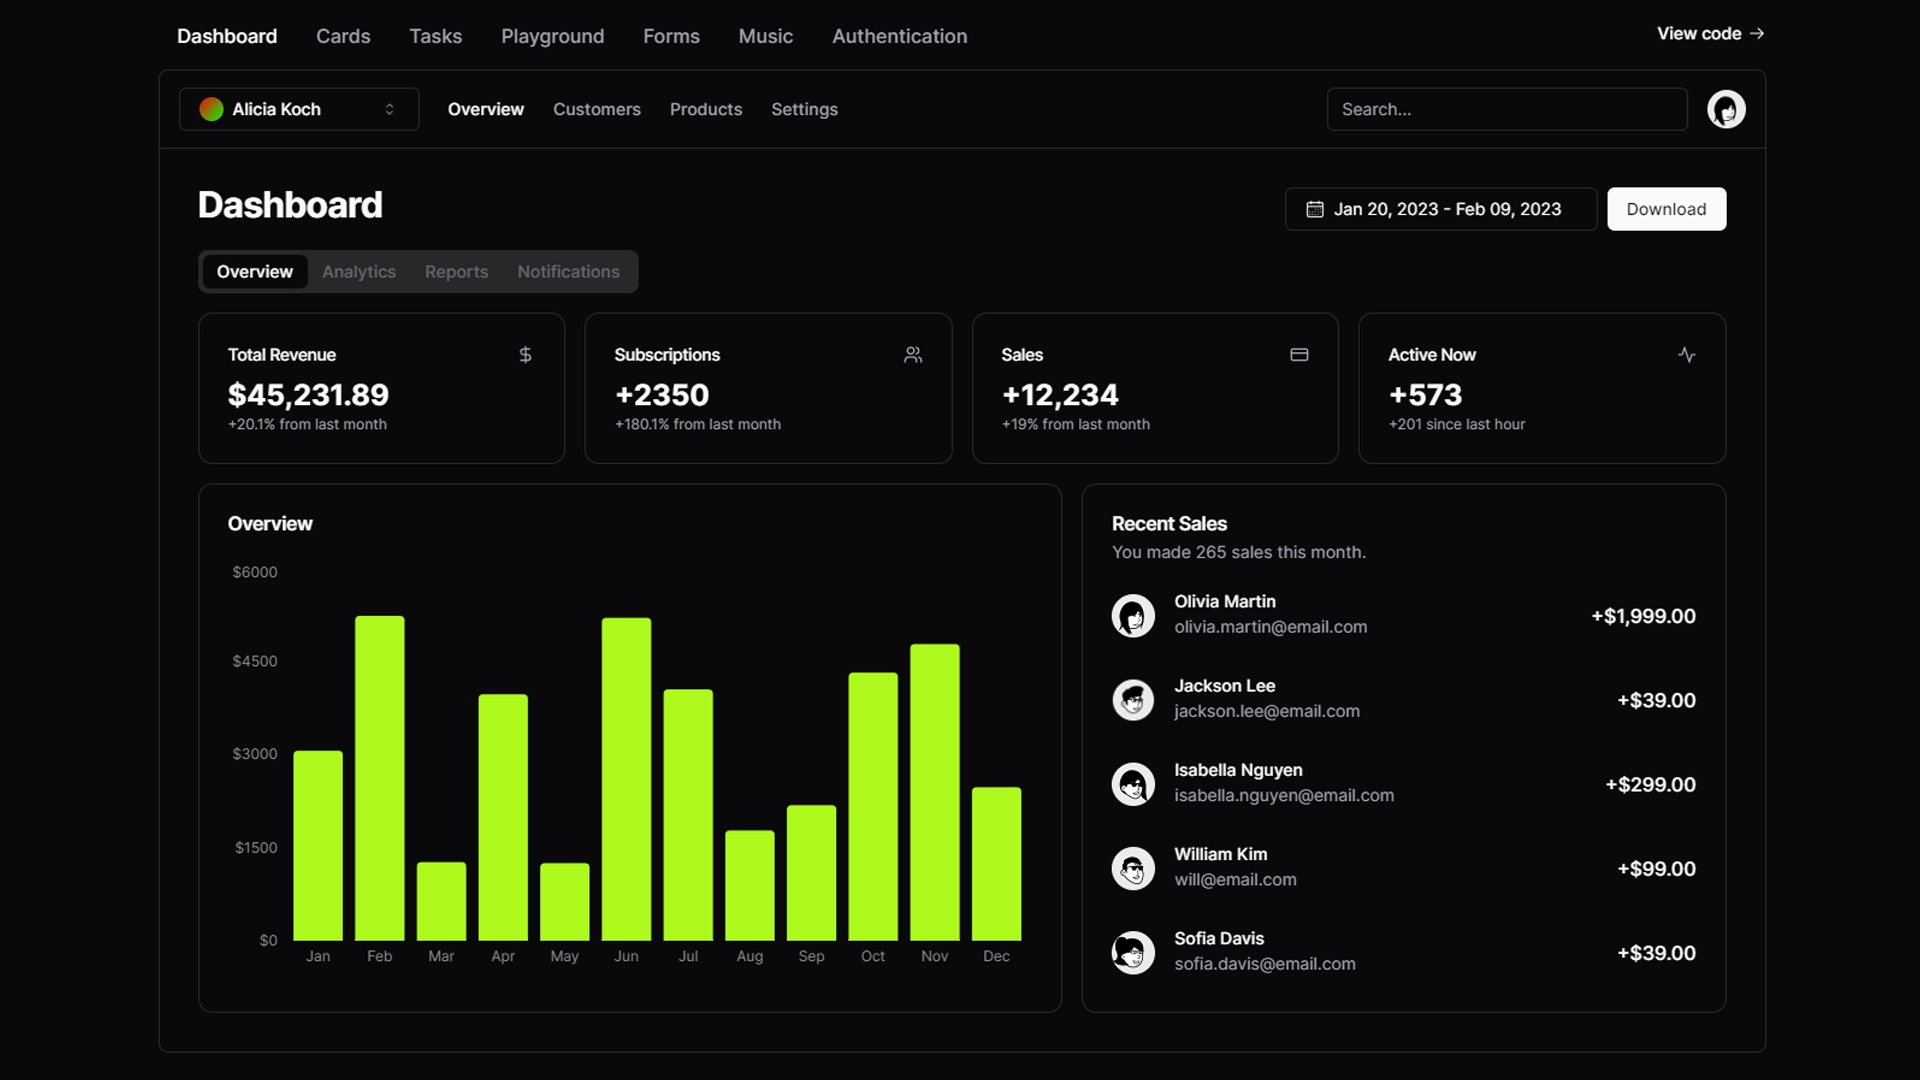 Dashboard Cards Tasks Playground Forms Music Authentication View code →
Alicia Koch Overview Customers Products Settings Search...
Dashboard Jan 20, 2023 - Feb 09, 2023 Download
Overview Analytics Reports Notifications
Total Revenue $
$45,231.89
+20.1% from last month
Subscriptions
+2350
+180.1% from last month
Sales
+12,234
+19% from last month
Active Now
+573
+201 since last hour
Overview
$6000
$4500
$3000
$1500
$0
Jan Feb Mar Apr May Jun Jul Aug Sep Oct Nov Dec
Recent Sales
You made 265 sales this month.
Olivia Martin
olivia.martin@email.com
+$1,999.00
Jackson Lee
jackson.lee@email.com
+$39.00
Isabella Nguyen
isabella.nguyen@email.com
+$299.00
William Kim
will@email.com
+$99.00
Sofia Davis
sofia.davis@email.com
+$39.00